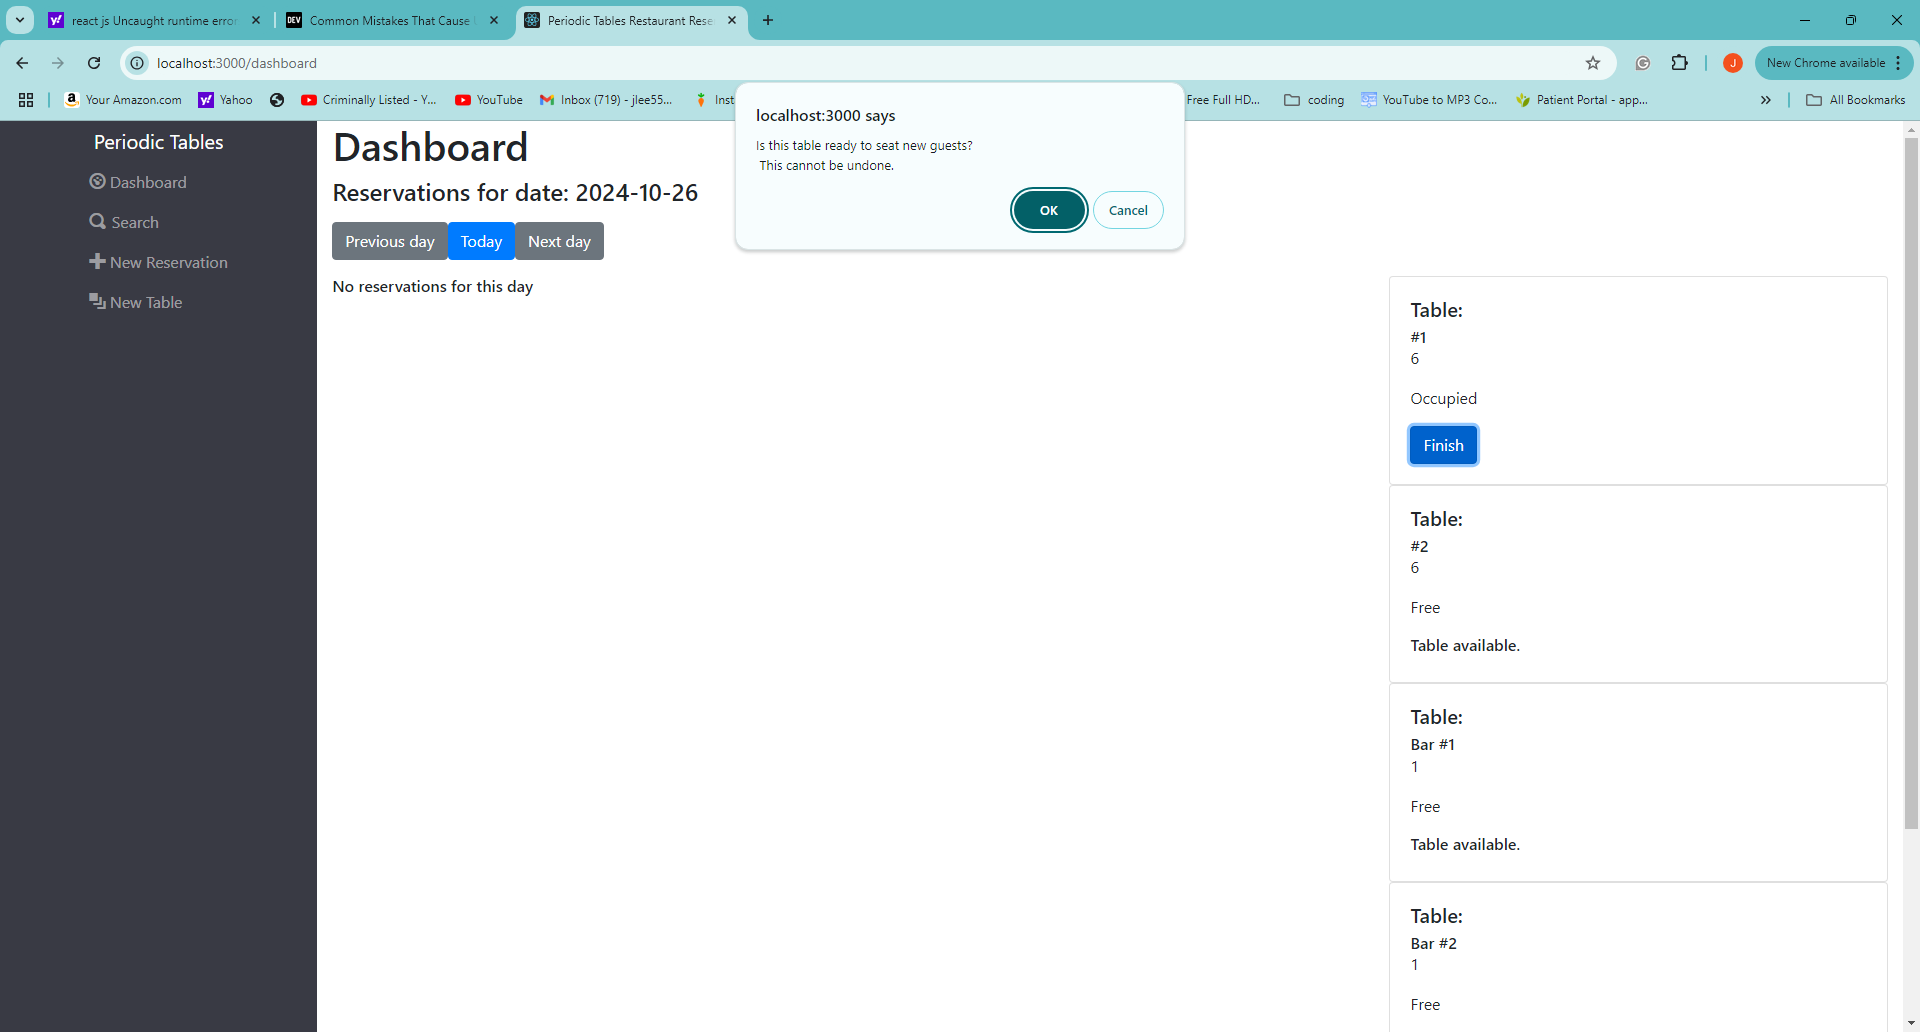 react js Uncaught runtime error
Common Mistakes That Cause
Periodic Tables Restaurant Rese
localhost:3000/dashboard
New Chrome available
Your Amazon.com
Yahoo
Criminally Listed - Y...
YouTube
Inbox (719) - jlee55...
Inst
Free Full HD...
coding
YouTube to MP3 Co...
Patient Portal - app...
All Bookmarks
localhost:3000 says
Is this table ready to seat new guests?
This cannot be undone.
OK
Cancel
Periodic Tables
Dashboard
Search
New Reservation
New Table
Dashboard
Reservations for date: 2024-10-26
Previous day
Today
Next day
No reservations for this day
Table:
#1
6
Occupied
Finish
Table:
#2
6
Free
Table available.
Table:
Bar #1
1
Free
Table available.
Table:
Bar #2
1
Free